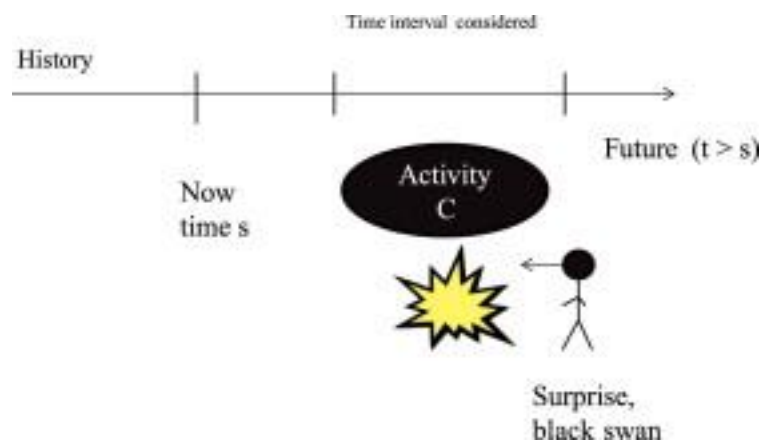 Time interval considered
History
Future (t > s)
Now
time s
Activity
C
Surprise,
black swan